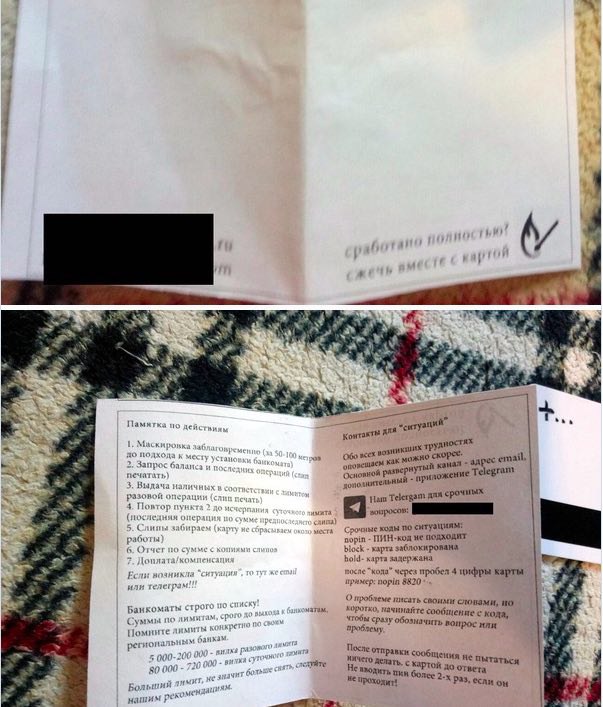 .ru
om
сработано полностью?
сжечь вместе с картой
Памятка по действиям
1. Маскировка заблаговременно (за 50-100 метров
до подхода к месту установки банкомата)
2. Запрос баланса и последних операций (слип
печатать)
3. Выдача наличных в соответствии с лимитом
разовой операции (слип печать)
4. Повтор пункта 2 до исчерпания суточного лимита
(последняя операция по сумме предпоследнего слипа)
5. Слипы забираем (карту не сбрасываем около места
работы)
6. Отчет по сумме с копиями слипов
7. Доплата/компенсация
Если возникла "ситуация", то тут же email
или телеграм!!!
Банкоматы строго по списку!
Суммы по лимитам, срого до выхода к банкоматам.
Помните лимиты конкретно по своим
региональным банкам.
5 000-200 000 - вилка разового лимита
80 000 - 720 000 - вилка суточного лимита
Больший лимит, не значит больше снять, следуйте
нашим рекомендациям.
Контакты для "ситуаций"
Обо всех возникших трудностях
оповещаем как можно скорее.
Основной развернутый канал - адрес email,
дополнительный - приложение Telegram
Наш Telergam для срочных
вопросов:
Срочные коды по ситуациям:
nopin - ПИН-код не подходит
block - карта заблокирована
hold- карта задержана
после "кода" через пробел 4 цифры карты
пример: nopin 8820
О проблеме писать своими словами, но
коротко, начинайте сообщение с кода,
чтобы сразу обозначить вопрос или
проблему.
После отправки сообщения не пытаться
ничего делать. с картой до ответа
Не вводить пин более 2-х раз, если он
не проходит!
+...